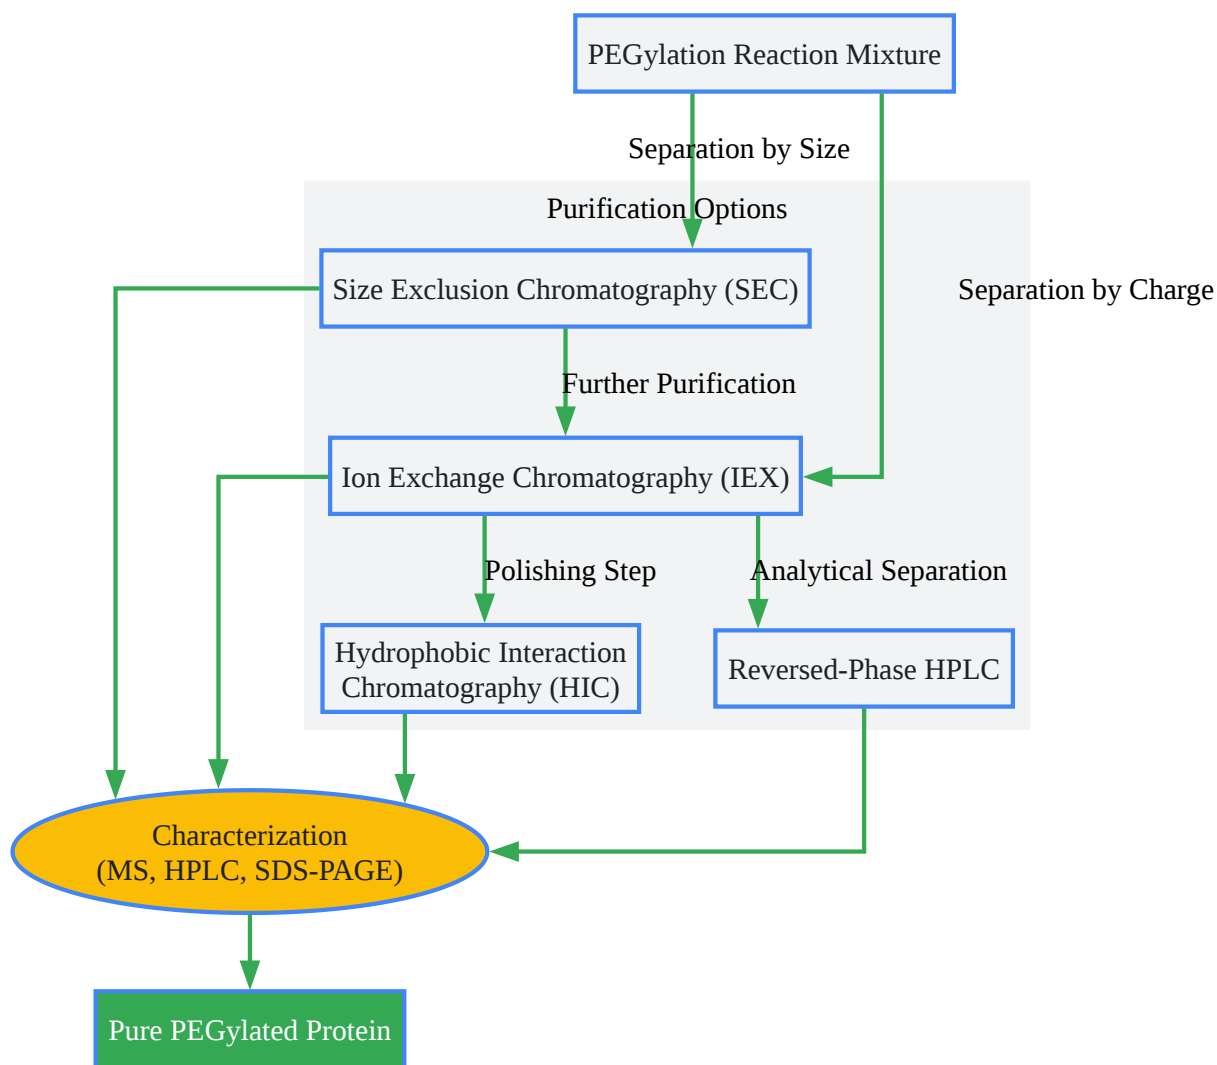 PEGylation Reaction Mixture
Separation by Size
Purification Options
Size Exclusion Chromatography (SEC)
Separation by Charge
Further Purification
Ion Exchange Chromatography (IEX)
Polishing Step
Analytical Separation
Hydrophobic Interaction
Chromatography (HIC)
Reversed-Phase HPLC
Characterization
(MS, HPLC, SDS-PAGE)
Pure PEGylated Protein